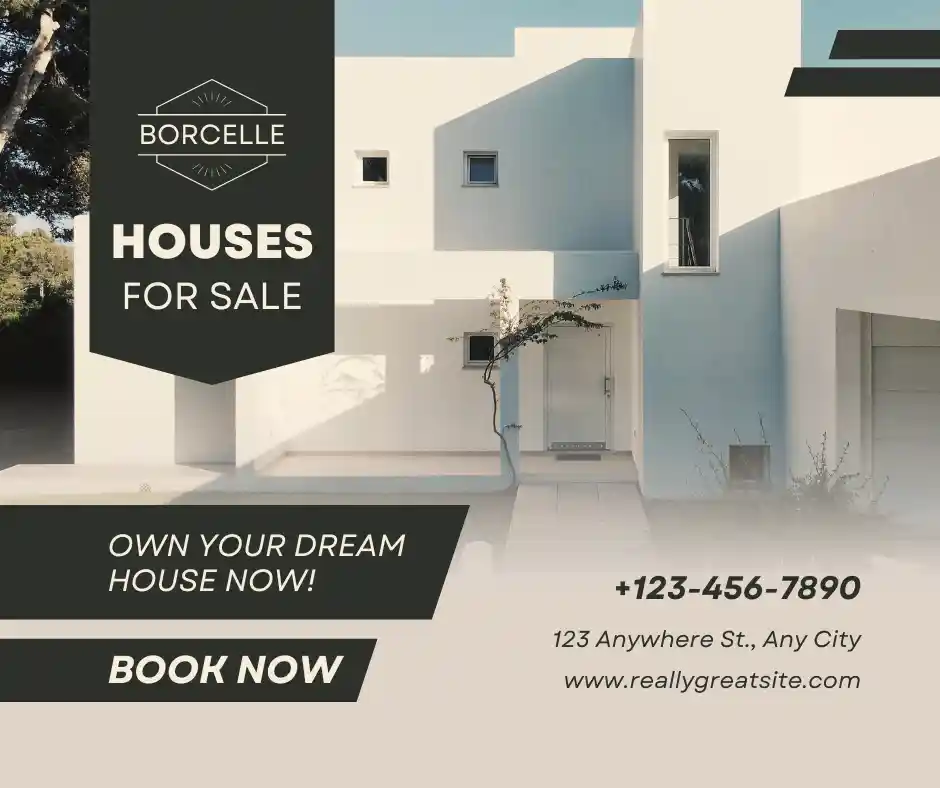 BORCELLE
HOUSES
FOR SALE
OWN YOUR DREAM
HOUSE NOW!
BOOK NOW
+123-456-7890
123 Anywhere St., Any City
www.reallygreatsite.com